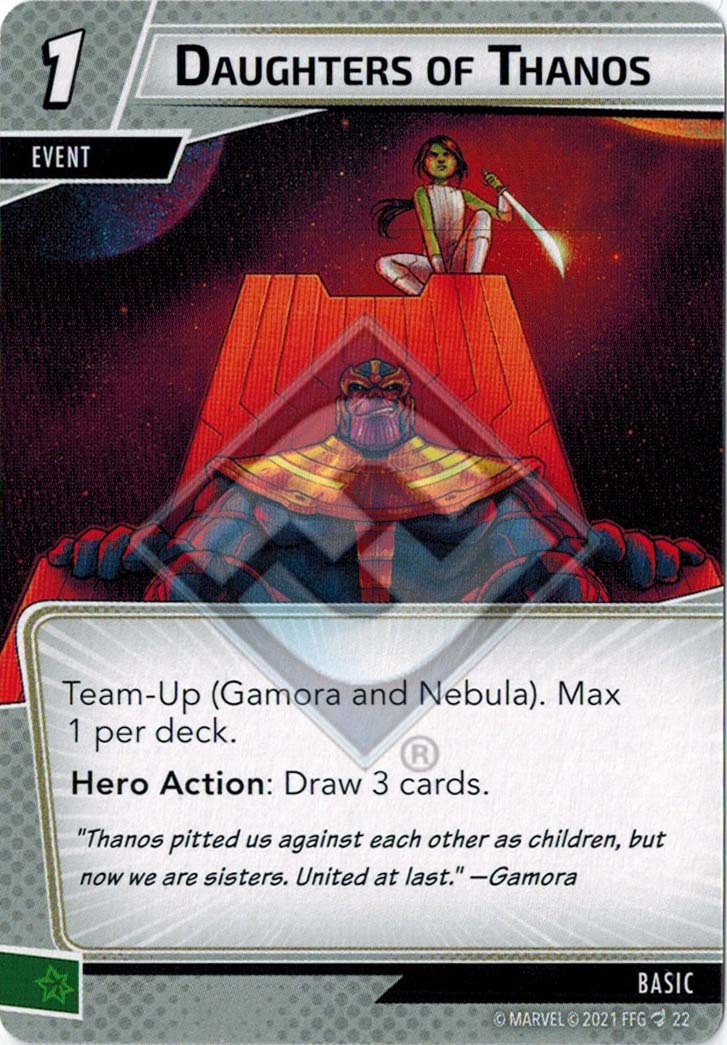 1
DAUGHTERS OF THANOS
EVENT
Team-Up (Gamora and Nebula). Max
1 per deck.
Hero Action: Draw 3 cards.
"Thanos pitted us against each other as children, but
now we are sisters. United at last." —Gamora
BASIC
© MARVEL © 2021 FFG 22
®